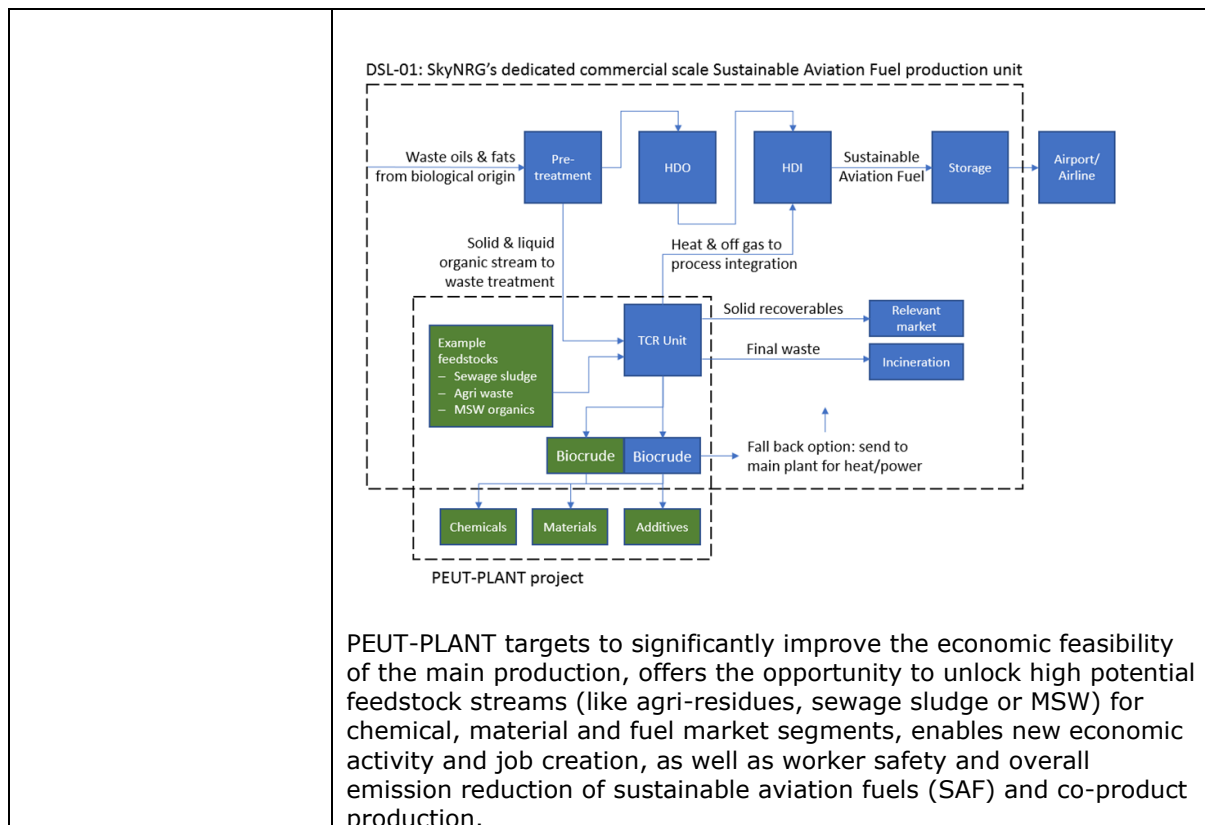 DSL-01: SkyNRG's dedicated commercial scale Sustainable Aviation Fuel production unit
Waste oils & fats
from biological origin
Pre-
treatment
HDO
HDI
Sustainable
Aviation Fuel
Storage
Airport/
Airline
Solid & liquid
organic stream to
waste treatment
Heat & off gas to
process integration
Example
feedstocks
– Sewage sludge
– Agri waste
– MSW organics
TCR Unit
Solid recoverables
Relevant
market
Final waste
Incineration
Biocrude
Biocrude
Fall back option: send to
main plant for heat/power
Chemicals
Materials
Additives
PEUT-PLANT project
PEUT-PLANT targets to significantly improve the economic feasibility
of the main production, offers the opportunity to unlock high potential
feedstock streams (like agri-residues, sewage sludge or MSW) for
chemical, material and fuel market segments, enables new economic
activity and job creation, as well as worker safety and overall
emission reduction of sustainable aviation fuels (SAF) and co-product
production.